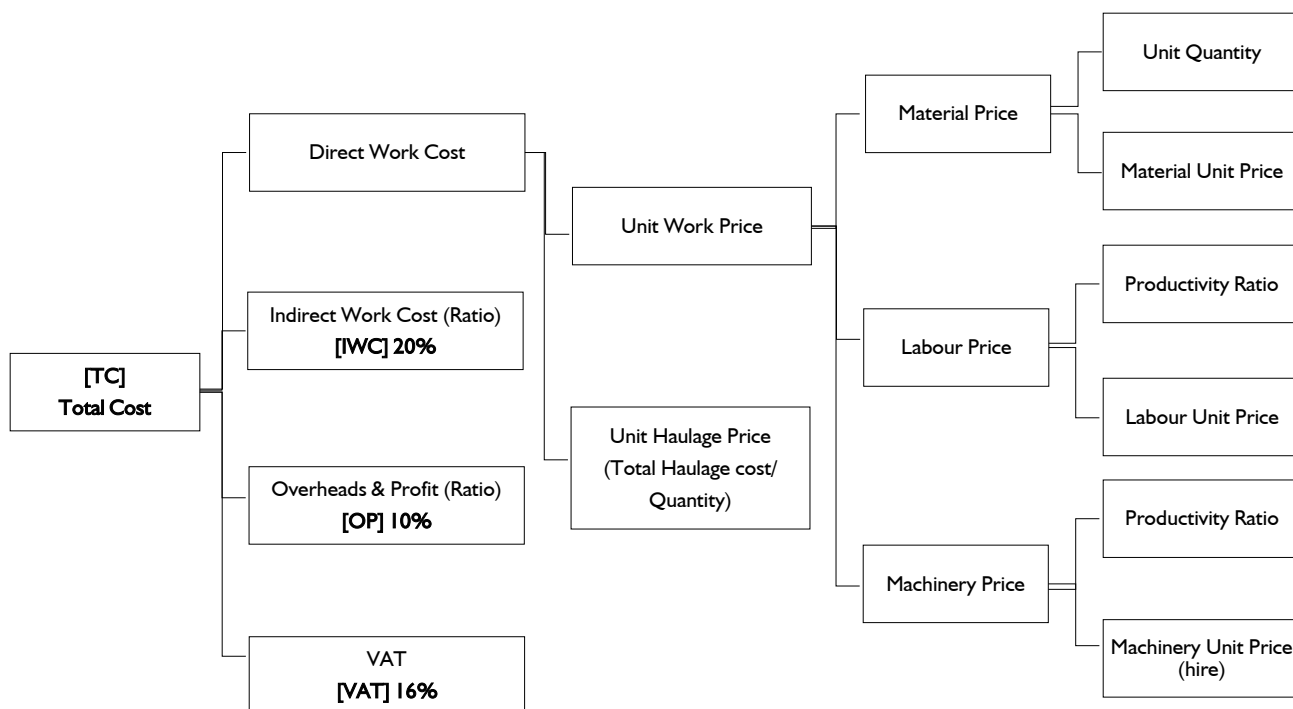 [TC]
Total Cost
Direct Work Cost
Indirect Work Cost (Ratio)
[IWC] 20%
Overheads & Profit (Ratio)
[OP] 10%
VAT
[VAT] 16%
Unit Work Price
Unit Haulage Price
(Total Haulage cost/
Quantity)
Material Price
Labour Price
Machinery Price
Unit Quantity
Material Unit Price
Productivity Ratio
Labour Unit Price
Productivity Ratio
Machinery Unit Price
(hire)